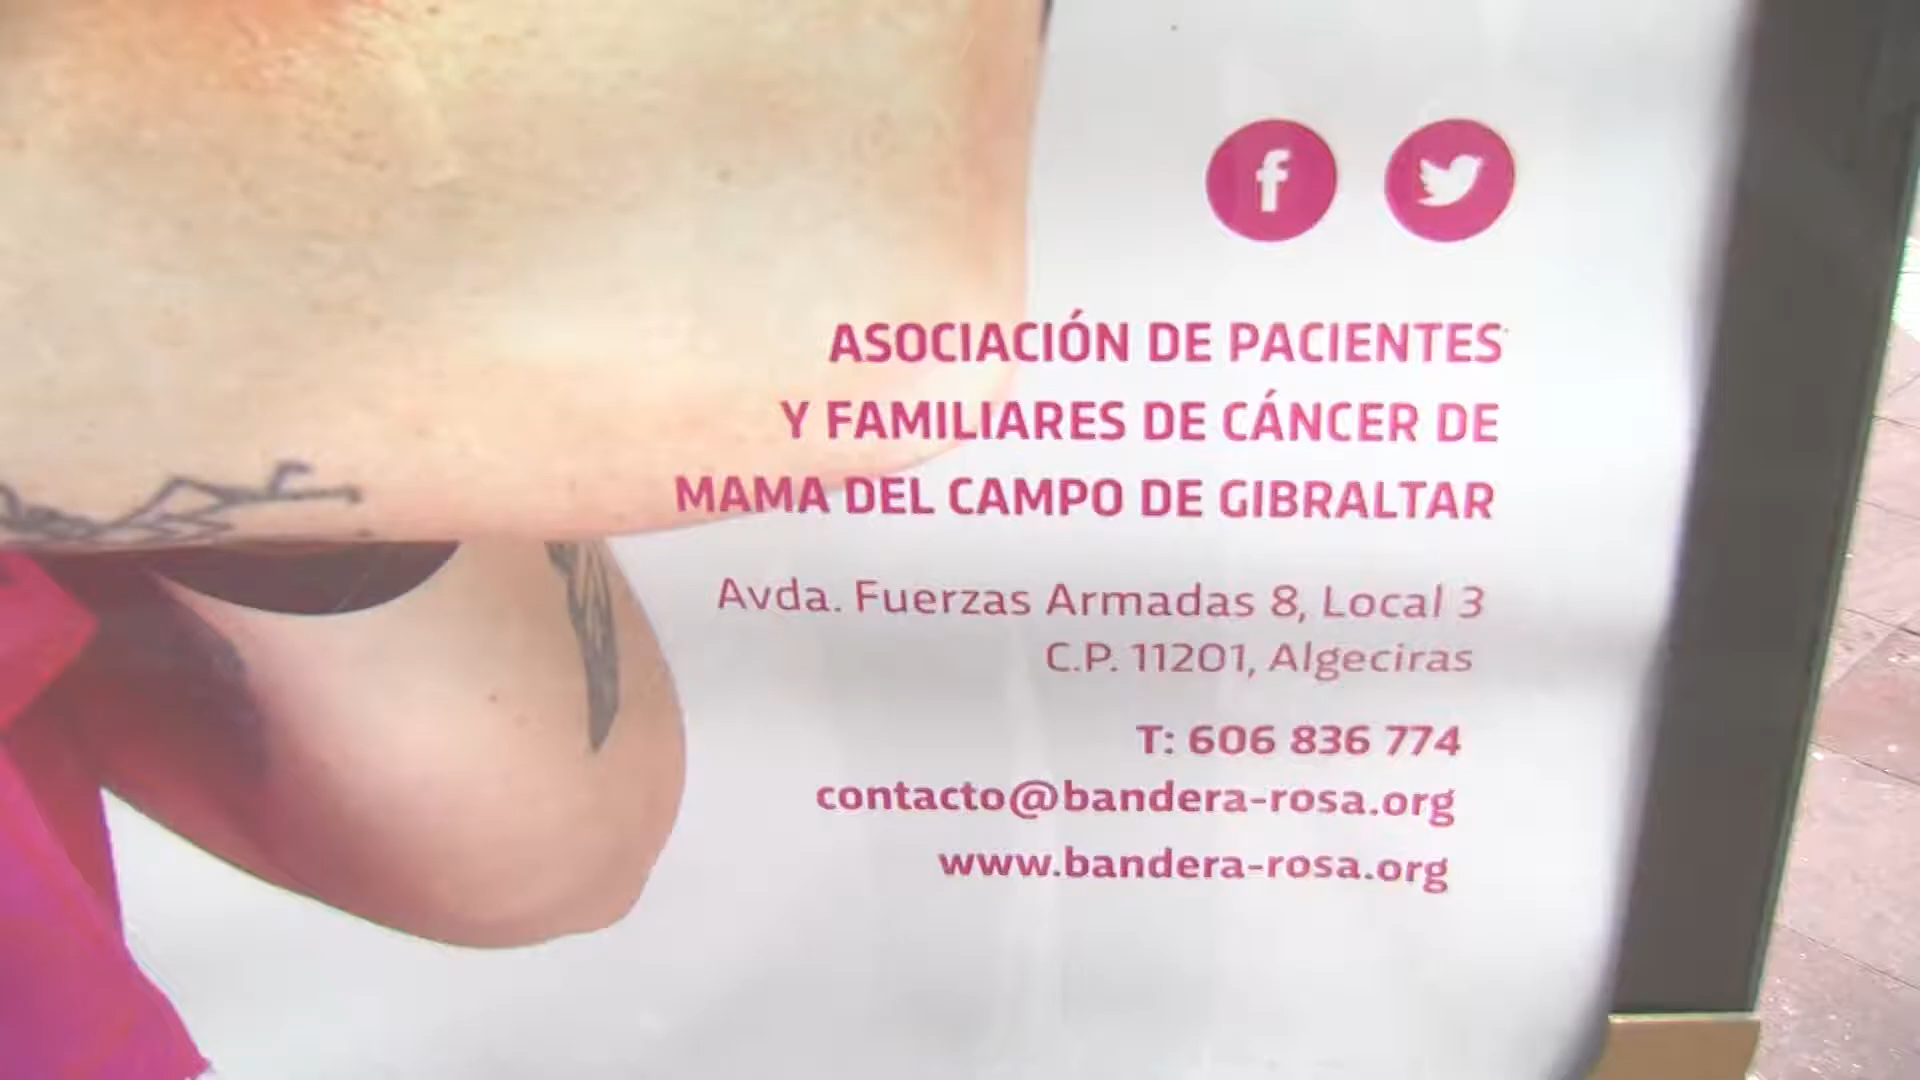 ASOCIACIÓN DE PACIENTES
Y FAMILIARES DE CÁNCER DE
MAMA DEL CAMPO DE GIBRALTAR
Avda. Fuerzas Armadas 8, Local 3
C.P. 11201, Algeciras
T: 606 836 774
contacto@bandera-rosa.org
www.bandera-rosa.org